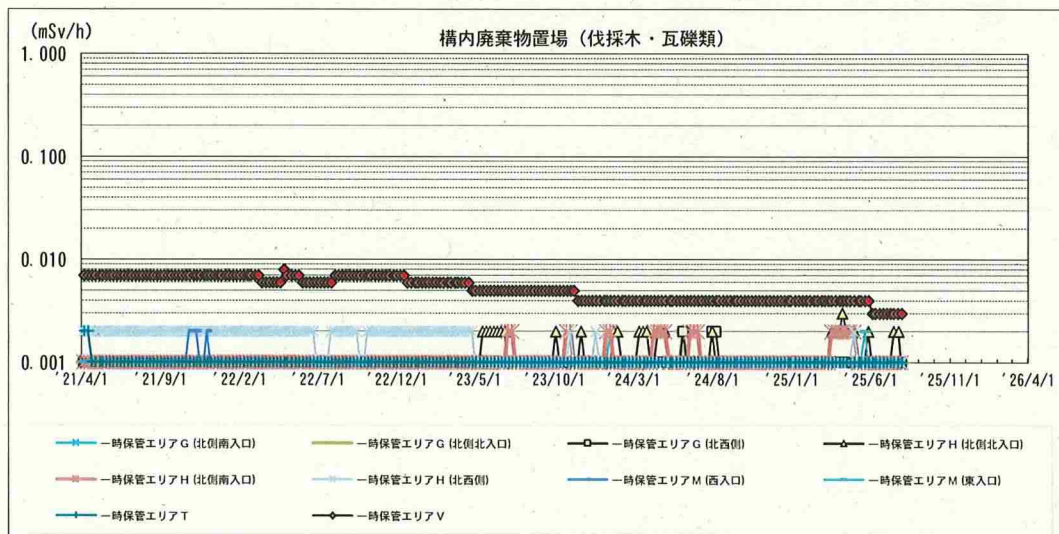 (mSv/h)
構内廃棄物置場（伐採木・瓦礫類）
1.000
0.100
0.010
0.001
'21/4/1 '21/9/1 '22/2/1 '22/7/1 '22/12/1 '23/5/1 '23/10/1 '24/3/1 '24/8/1 '25/1/1 '25/6/1 '25/11/1 '26/4/1
一時保管エリアＧ(北側南入口) 一時保管エリアＧ(北側北入口) 一時保管エリアＧ(北西側) 一時保管エリアＨ(北側北入口)
一時保管エリアＨ(北側南入口) 一時保管エリアＨ(北西側) 一時保管エリアＭ(西入口) 一時保管エリアＭ(東入口)
一時保管エリアＴ 一時保管エリアＶ